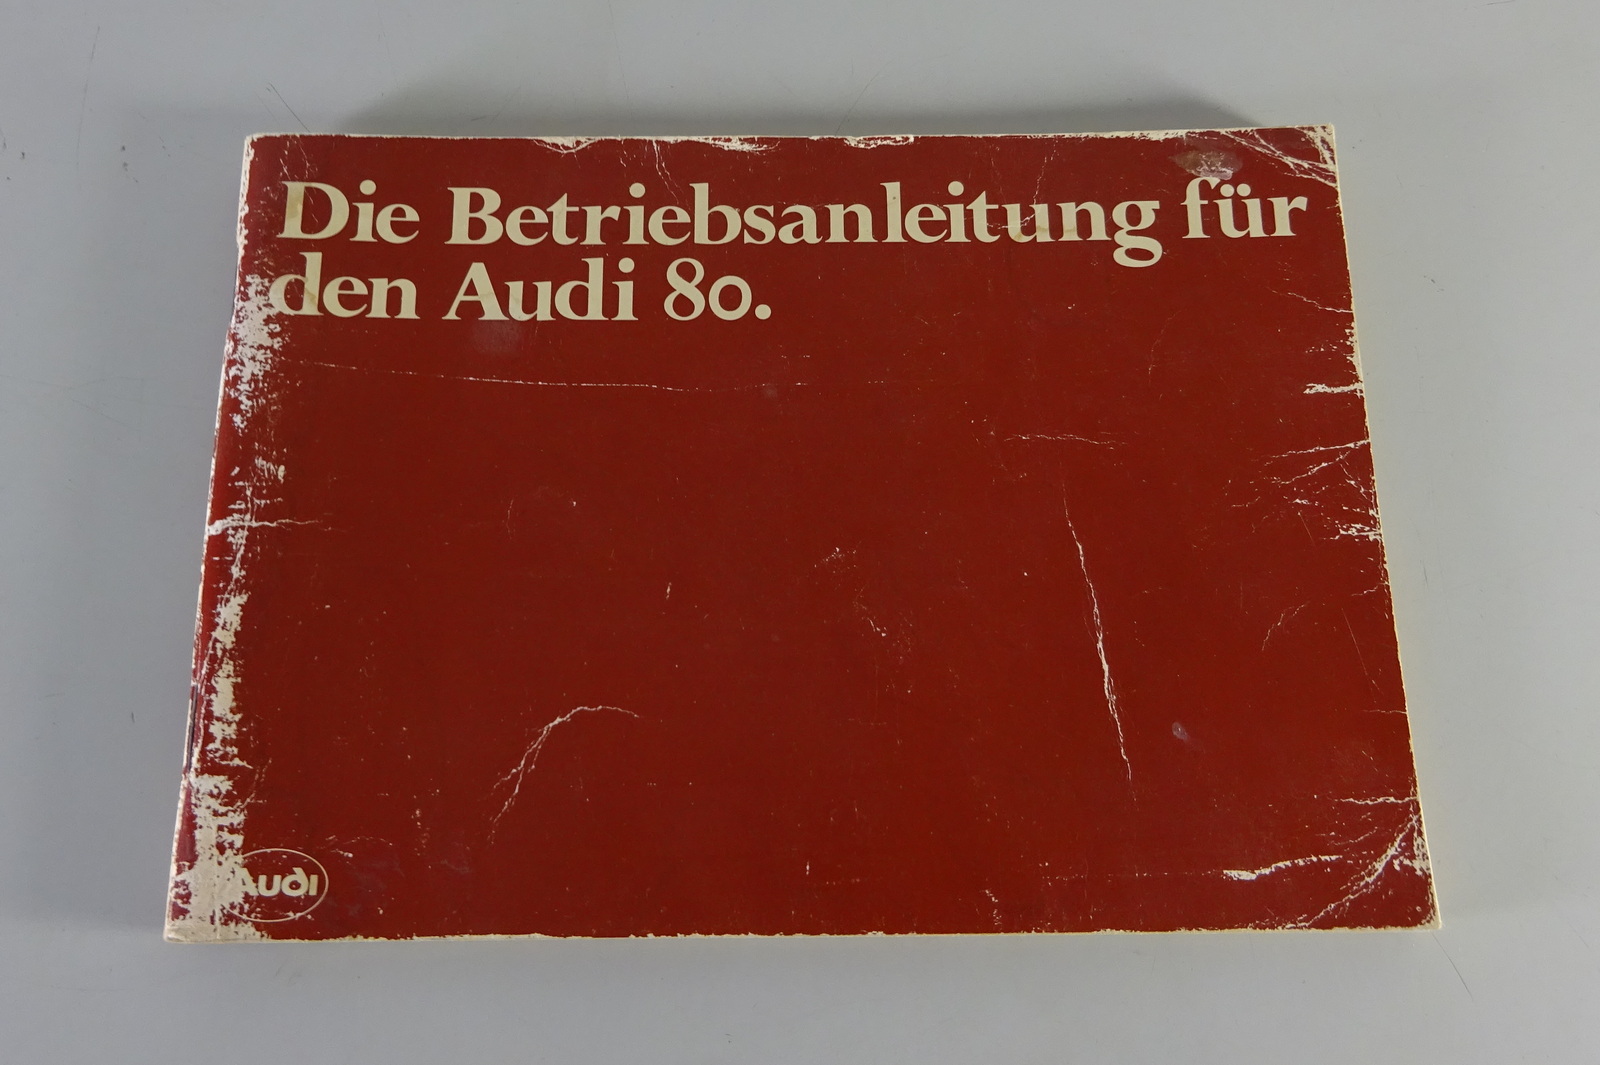 Die Betriebsanleitung für
den Audi 80.
Audi